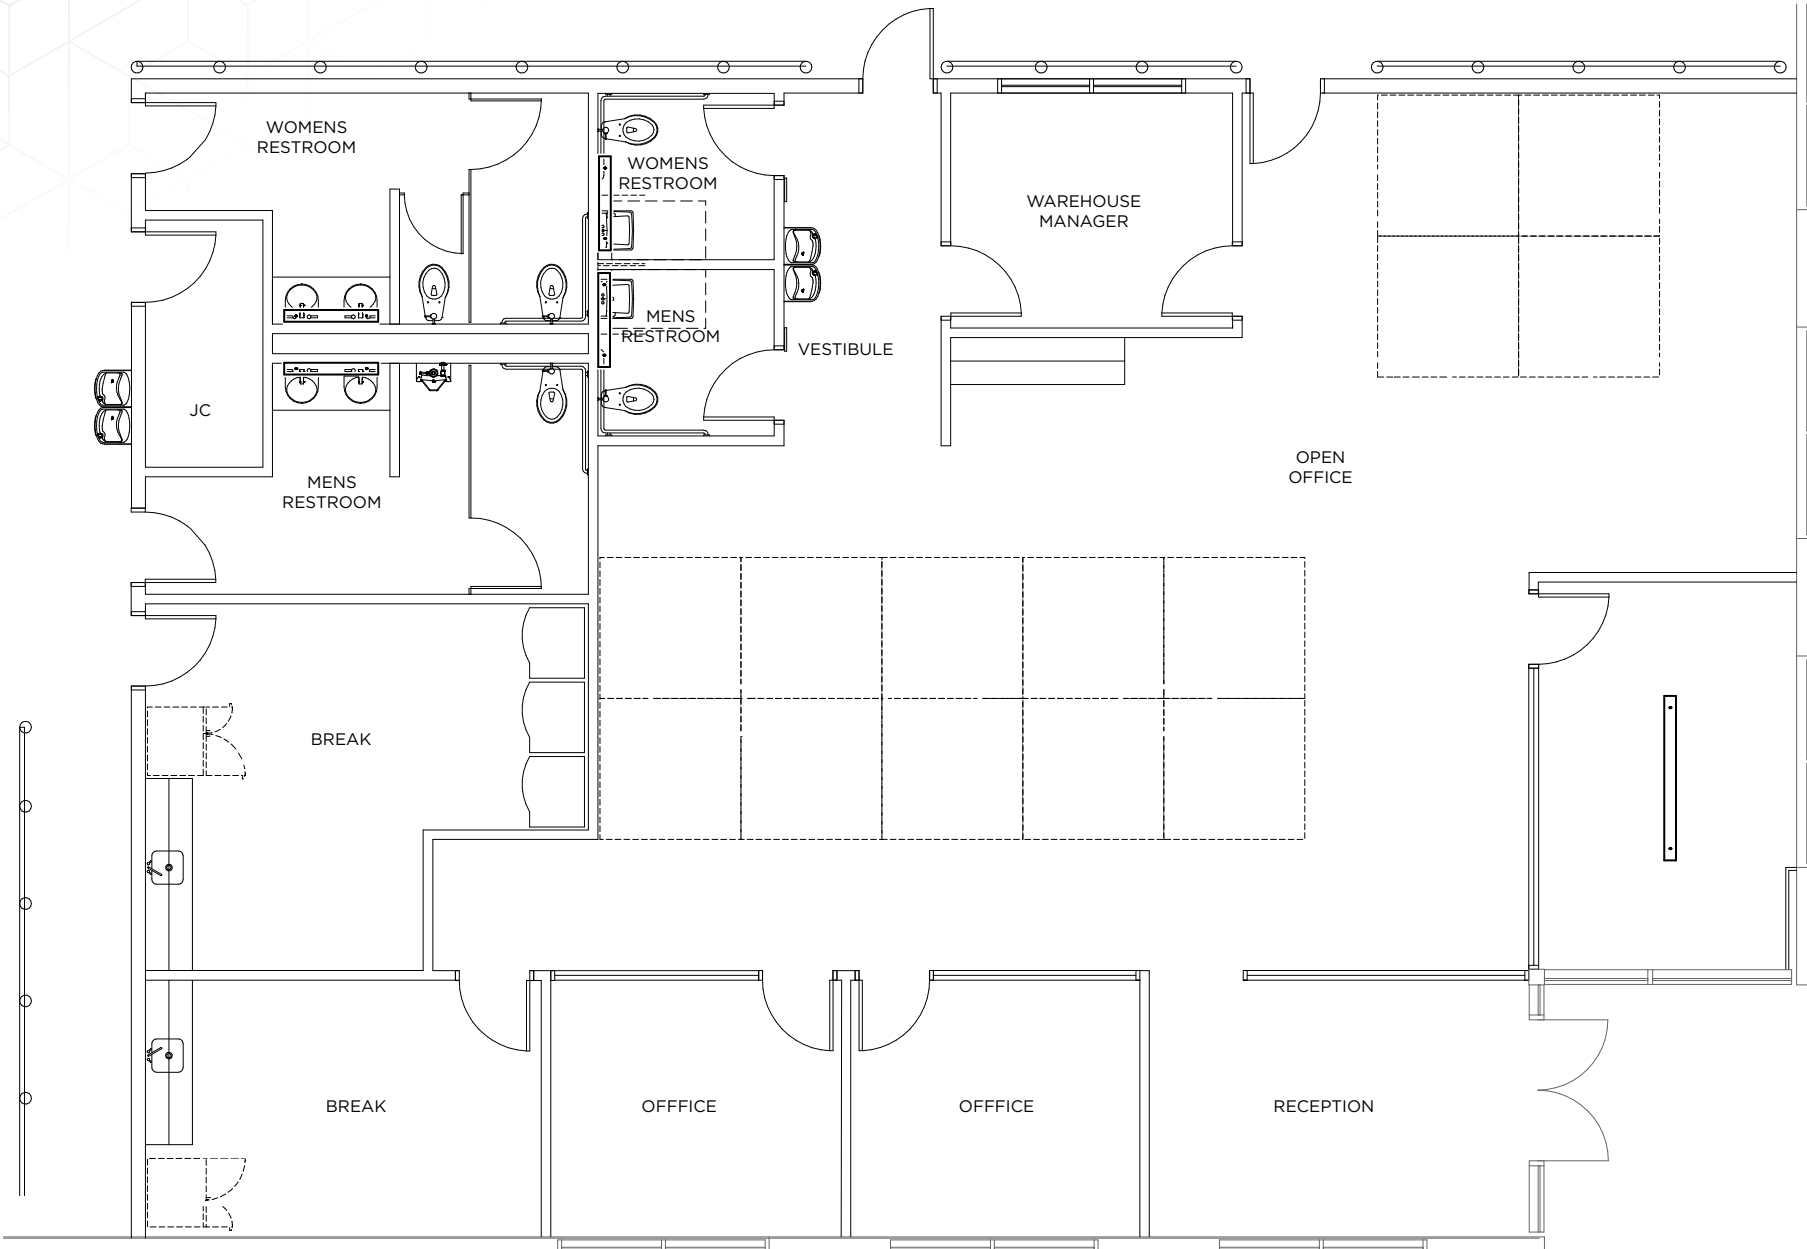 WOMENS
RESTROOM
WOMENS
RESTROOM
WAREHOUSE
MANAGER
MENS
RESTROOM
VESTIBULE
JC
OPEN
OFFICE
MENS
RESTROOM
BREAK
BREAK
OFFFICE
OFFFICE
RECEPTION